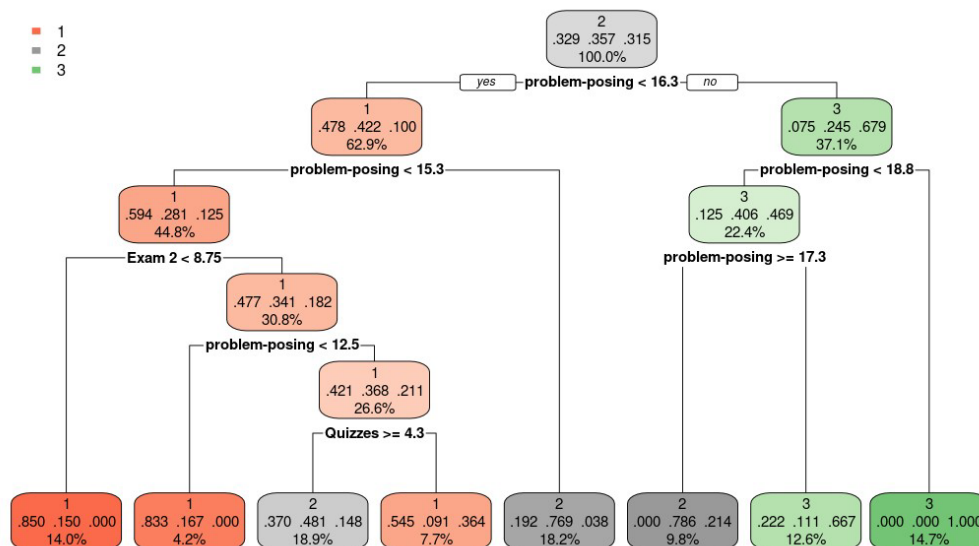 1
2
3
2
.329 .357 .315
100.0%
yes problem-posing < 16.3 no
1
.478 .422 .100
62.9%
3
.075 .245 .679
37.1%
problem-posing < 15.3
problem-posing < 18.8
1
.594 .281 .125
44.8%
3
.125 .406 .469
22.4%
Exam 2 < 8.75
problem-posing >= 17.3
1
.477 .341 .182
30.8%
problem-posing < 12.5
1
.421 .368 .211
26.6%
Quizzes >= 4.3
1
.850 .150 .000
14.0%
1
.833 .167 .000
4.2%
2
.370 .481 .148
18.9%
1
.545 .091 .364
7.7%
2
.192 .769 .038
18.2%
2
.000 .786 .214
9.8%
3
.222 .111 .667
12.6%
3
.000 .000 1.000
14.7%